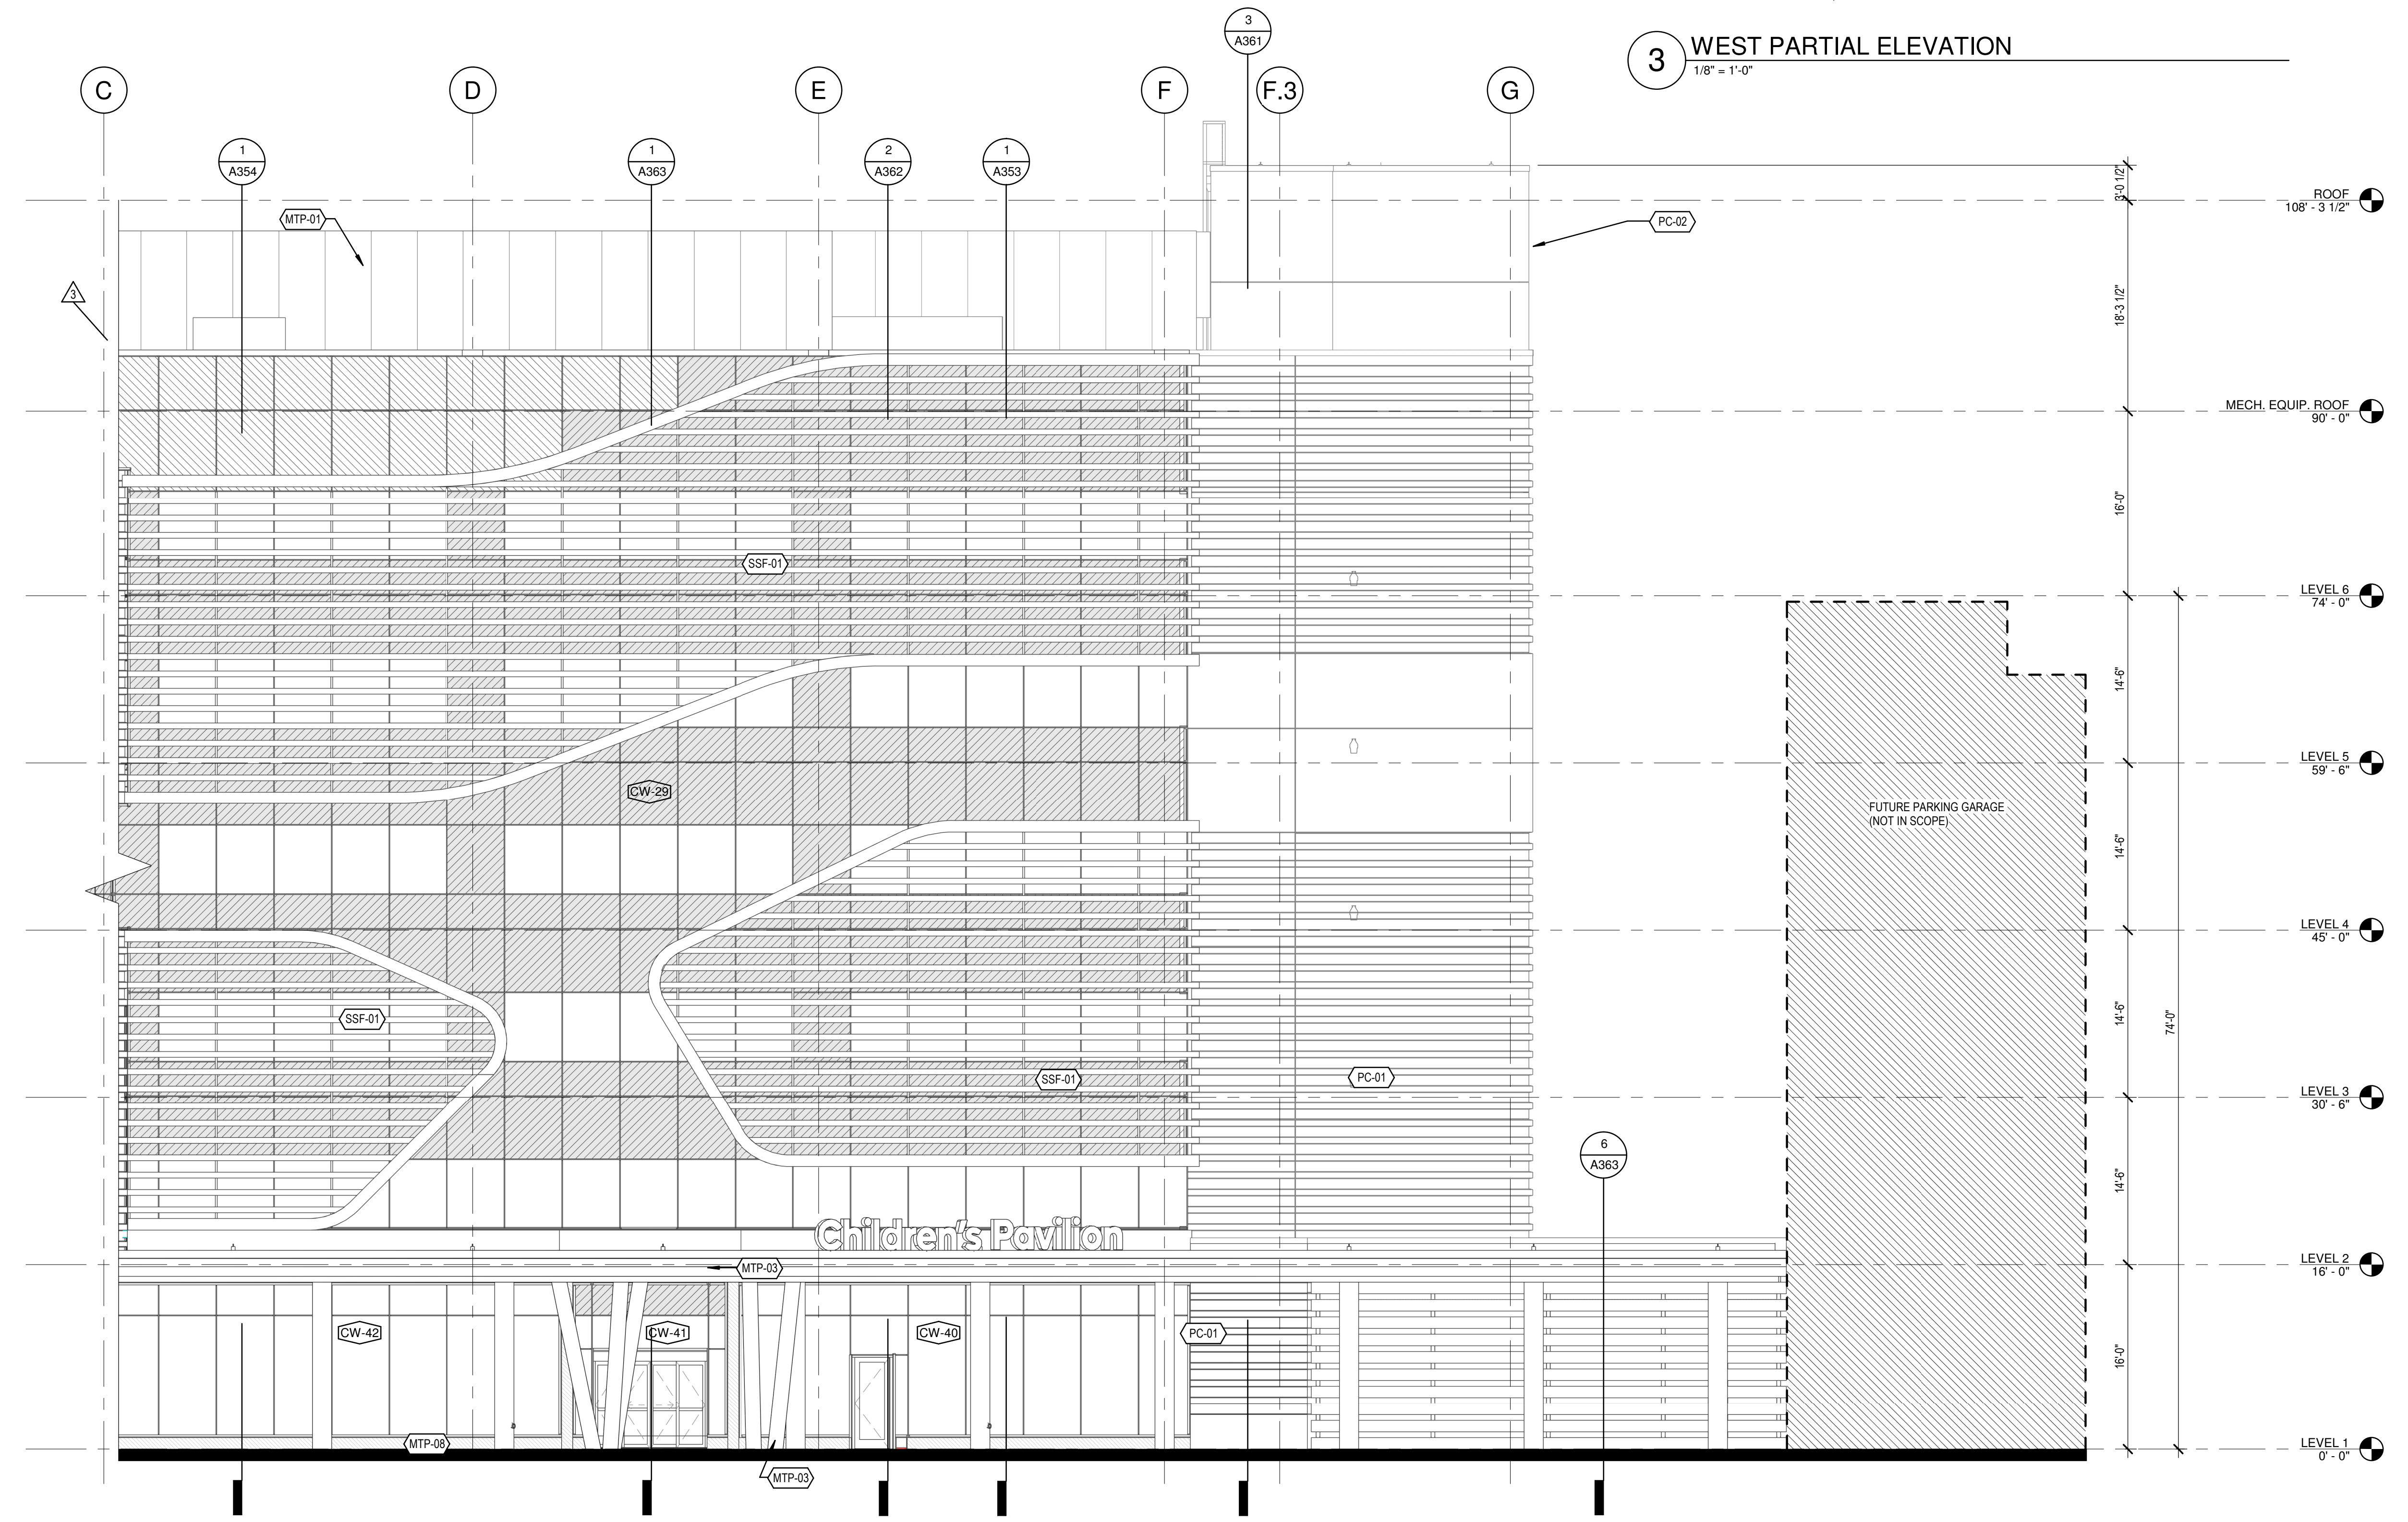 3
A361
3
WEST PARTIAL ELEVATION
1/8" = 1'-0"
C
D
E
F
F.3
G
1
A354
1
A363
2
A362
1
A353
3'-0 1/2"
ROOF
108' - 3 1/2"
MTP-01
PC-02
3
18'-3 1/2"
MECH. EQUIP. ROOF
90' - 0"
16'-0"
SSF-01
LEVEL 6
74' - 0"
14'-6"
LEVEL 5
59' - 6"
CW-29
FUTURE PARKING GARAGE
(NOT IN SCOPE)
14'-6"
LEVEL 4
45' - 0"
SSF-01
14'-6"
74'-0"
SSF-01
PC-01
LEVEL 3
30' - 6"
6
A363
14'-6"
Children's Pavilion
MTP-03
LEVEL 2
16' - 0"
CW-42
CW-41
CW-40
PC-01
16'-0"
MTP-08
LEVEL 1
0' - 0"
MTP-03